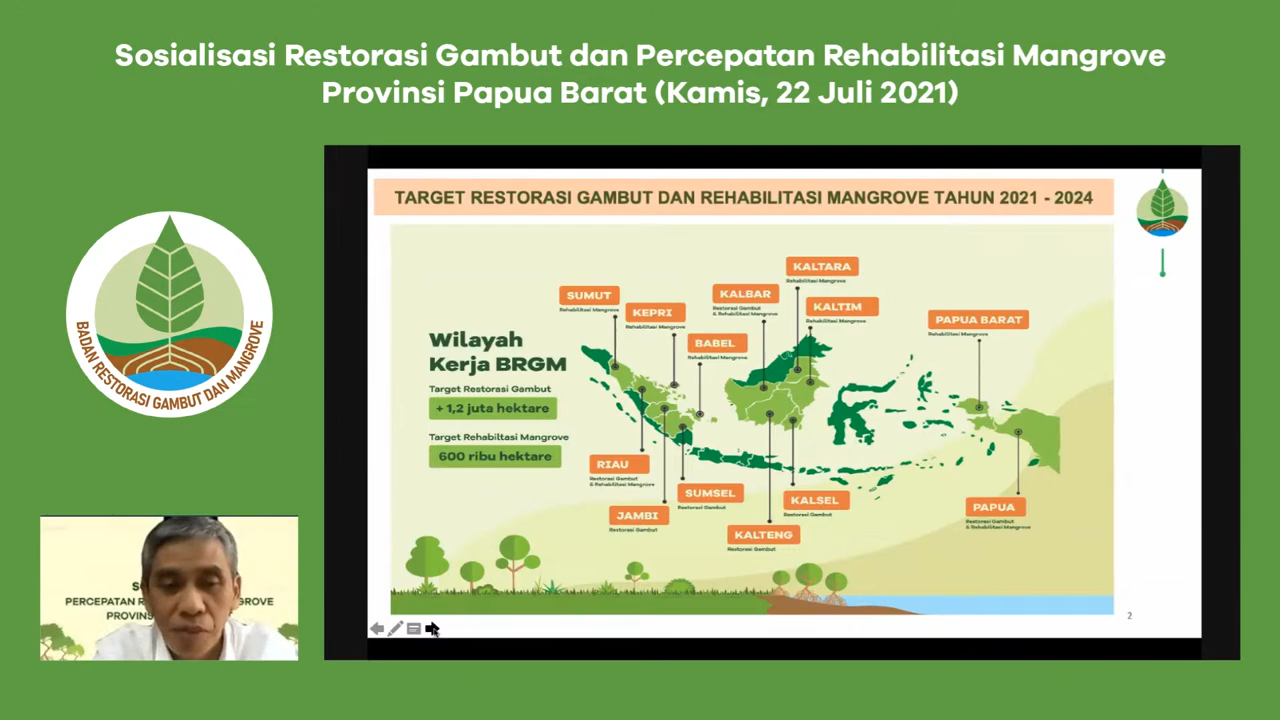 Sosialisasi Restorasi Gambut dan Percepatan Rehabilitasi Mangrove
Provinsi Papua Barat (Kamis, 22 Juli 2021)
BADAN RESTORASI GAMBUT DAN MANGROVE
TARGET RESTORASI GAMBUT DAN REHABILITASI MANGROVE TAHUN 2021 - 2024
Wilayah
Kerja BRGM
Target Restorasi Gambut
+ 1,2 juta hektare
Target Rehabiltasi Mangrove
600 ribu hektare
SUMUT
Rehabilitasi Mangrove
KEPRI
Rehabilitasi Mangrove
BABEL
Rehabilitasi Mangrove
KALBAR
Restorasi Gambut
& Rehabilitasi Mangrove
KALTARA
Rehabilitasi Mangrove
KALTIM
Rehabilitasi Mangrove
PAPUA BARAT
Rehabilitasi Mangrove
RIAU
Restorasi Gambut
& Rehabilitasi Mangrove
JAMBI
Restorasi Gambut
SUMSEL
Restorasi Gambut
KALTENG
Restorasi Gambut
KALSEL
Restorasi Gambut
PAPUA
Restorasi Gambut
& Rehabilitasi Mangrove
2
PERCEPATAN
PROVINS